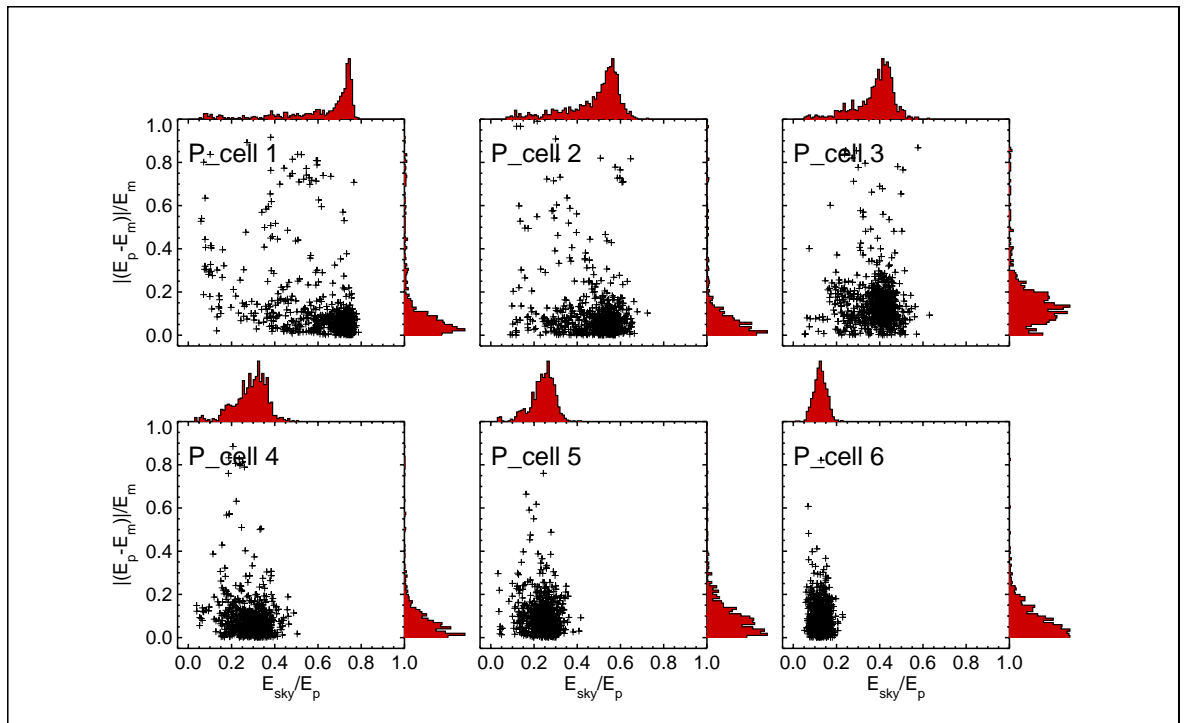 P_cell 1
P_cell 2
P_cell 3
1.0
0.8
0.6
0.4
0.2
0.0
|(E_p-E_m)|/E_m
P_cell 4
P_cell 5
P_cell 6
1.0
0.8
0.6
0.4
0.2
0.0
|(E_p-E_m)|/E_m
0.0 0.2 0.4 0.6 0.8 1.0
0.0 0.2 0.4 0.6 0.8 1.0
0.0 0.2 0.4 0.6 0.8 1.0
E_sky/E_p
E_sky/E_p
E_sky/E_p